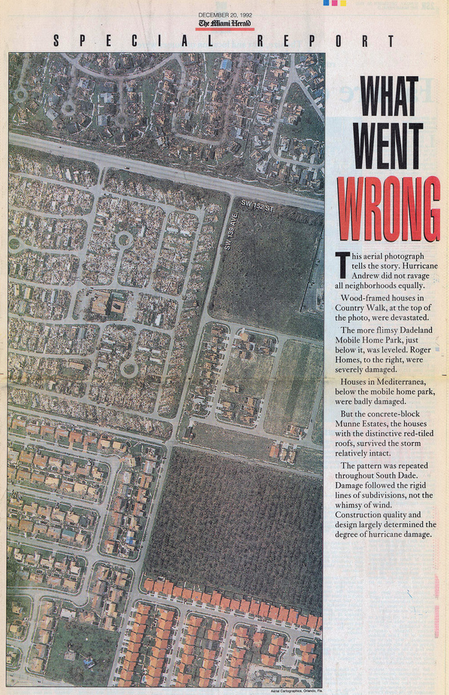 DECEMBER 20, 1992
The Miami Herald
SPECIAL REPORT
SW 152 ST.
SW 139 AVE.
WHAT
WENT
WRONG
This aerial photograph
tells the story. Hurricane
Andrew did not ravage
all neighborhoods equally.
Wood-framed houses in
Country Walk, at the top of
the photo, were devastated.
The more flimsy Dadeland
Mobile Home Park, just
below it, was leveled. Roger
Homes, to the right, were
severely damaged.
Houses in Mediterranea,
below the mobile home park,
were badly damaged.
But the concrete-block
Munne Estates, the houses
with the distinctive red-tiled
roofs, survived the storm
relatively intact.
The pattern was repeated
throughout South Dade.
Damage followed the rigid
lines of subdivisions, not the
whimsy of wind.
Construction quality and
design largely determined the
degree of hurricane damage.
Aerial Cartographics, Orlando, Fla.